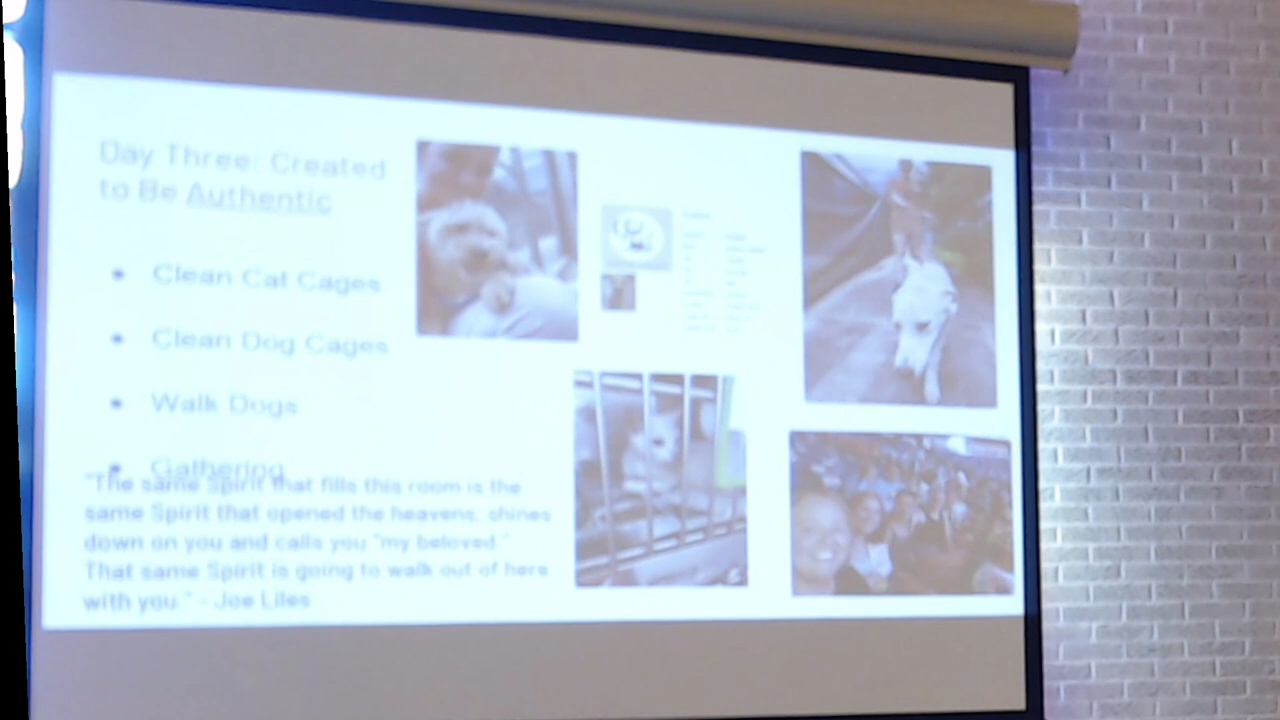 Day Three: Created
to Be Authentic
• Clean Cat Cages
• Clean Dog Cages
• Walk Dogs
• Gathering
"The same Spirit that fills this room is the
same Spirit that opened the heavens, shines
down on you and calls you "my beloved."
That same Spirit is going to walk out of here
with you." - Joe Liles